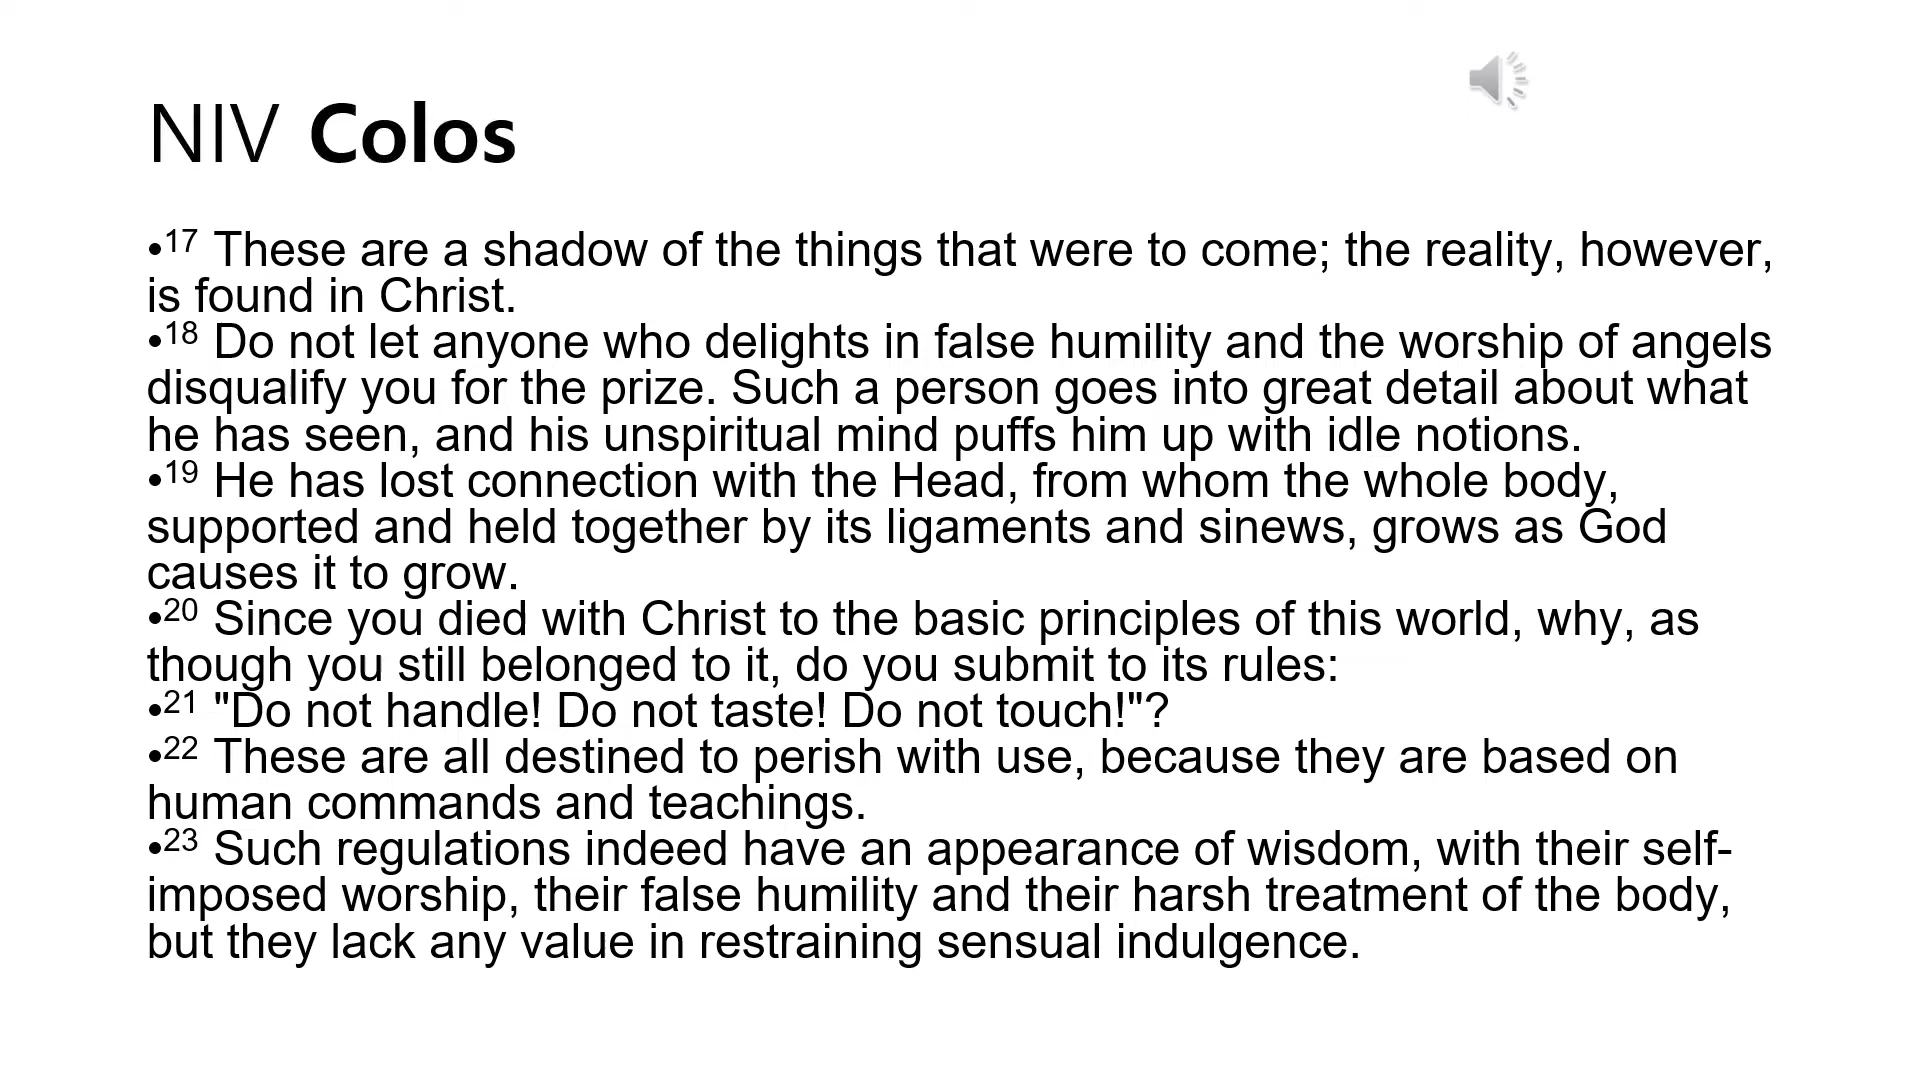 NIV Colos
•17 These are a shadow of the things that were to come; the reality, however,
is found in Christ.
•18 Do not let anyone who delights in false humility and the worship of angels
disqualify you for the prize. Such a person goes into great detail about what
he has seen, and his unspiritual mind puffs him up with idle notions.
•19 He has lost connection with the Head, from whom the whole body,
supported and held together by its ligaments and sinews, grows as God
causes it to grow.
•20 Since you died with Christ to the basic principles of this world, why, as
though you still belonged to it, do you submit to its rules:
•21 "Do not handle! Do not taste! Do not touch!"?
•22 These are all destined to perish with use, because they are based on
human commands and teachings.
•23 Such regulations indeed have an appearance of wisdom, with their self-
imposed worship, their false humility and their harsh treatment of the body,
but they lack any value in restraining sensual indulgence.